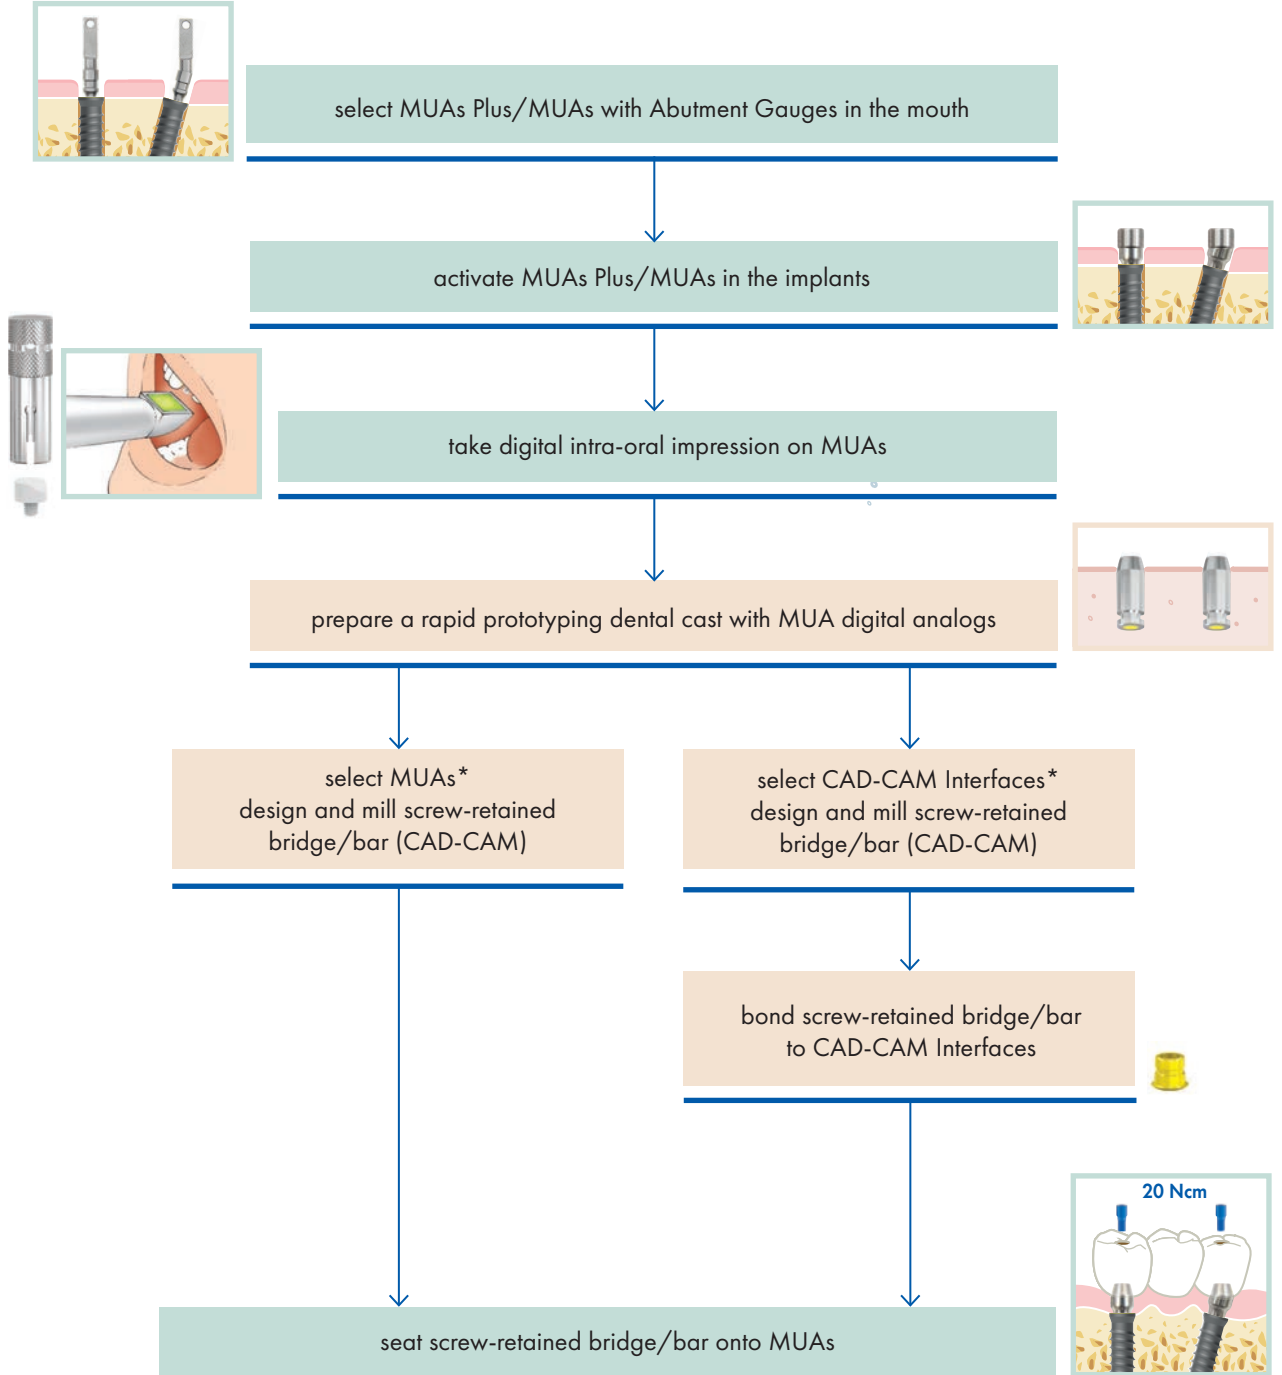 select MUAs Plus/MUAs with Abutment Gauges in the mouth
activate MUAs Plus/MUAs in the implants
take digital intra-oral impression on MUAs
prepare a rapid prototyping dental cast with MUA digital analogs
select MUAs*
design and mill screw-retained
bridge/bar (CAD-CAM)
select CAD-CAM Interfaces*
design and mill screw-retained
bridge/bar (CAD-CAM)
bond screw-retained bridge/bar
to CAD-CAM Interfaces
20 Ncm
seat screw-retained bridge/bar onto MUAs